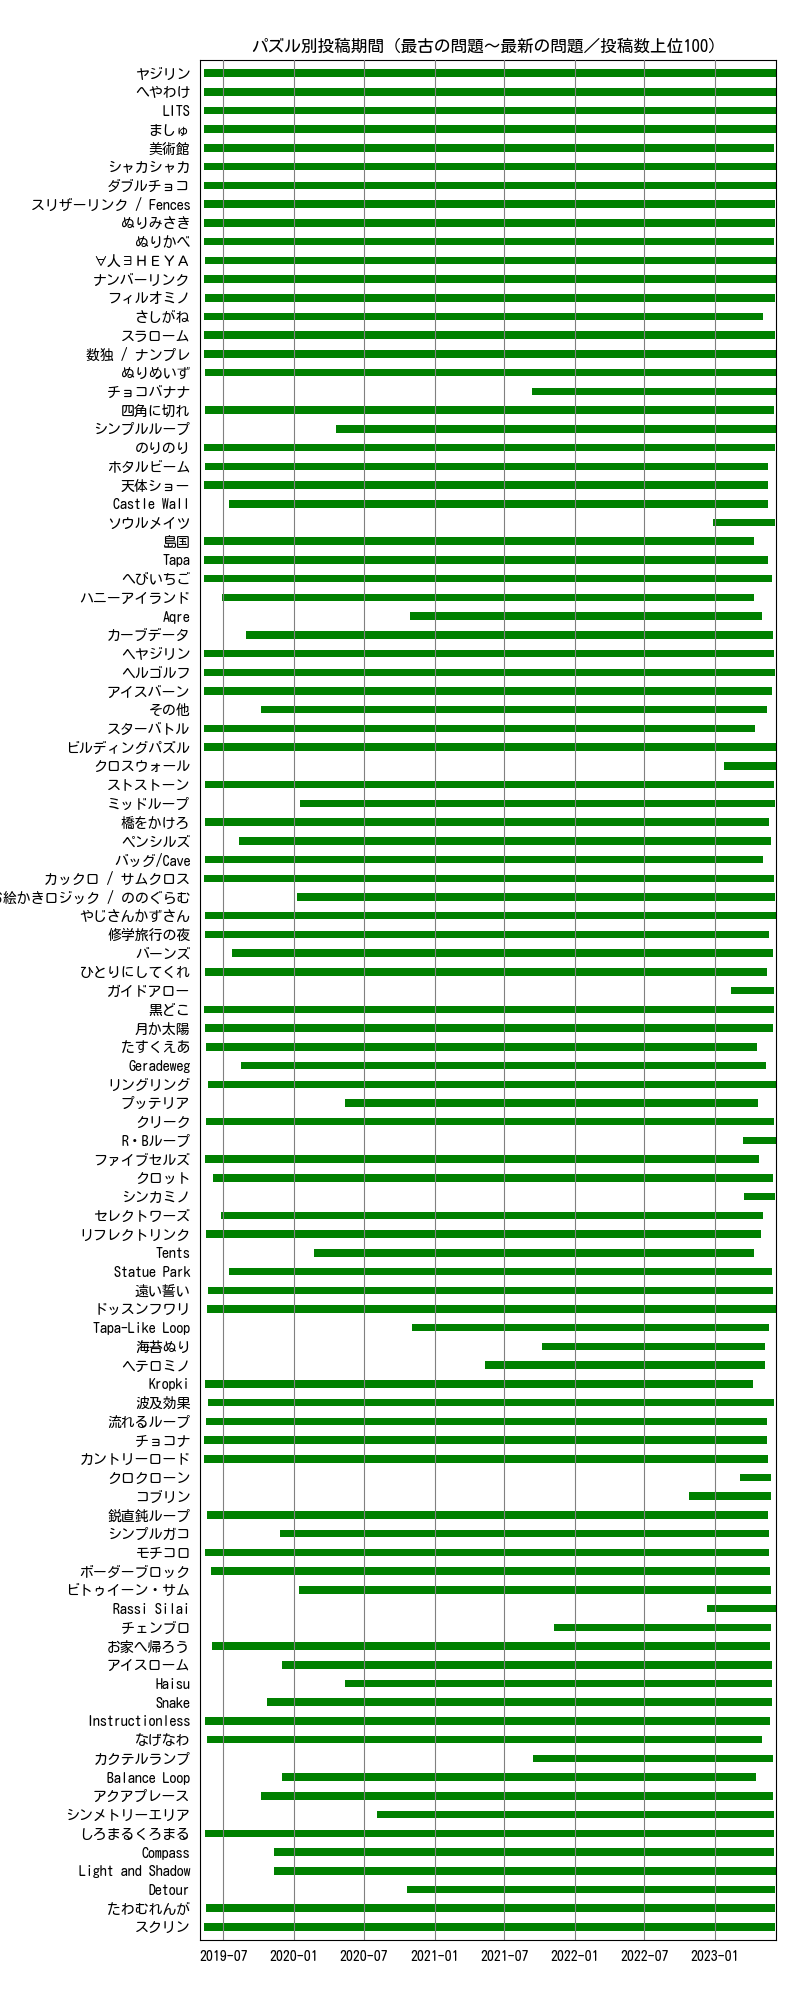 パズル別投稿期間（最古の問題～最新の問題／投稿数上位100）
ヤジリン
へやわけ
LITS
ましゅ
美術館
シャカシャカ
ダブルチョコ
スリザーリンク / Fences
ぬりみさき
ぬりかべ
∀人∃ＨＥＹＡ
ナンバーリンク
フィルオミノ
さしがね
スラローム
数独 / ナンプレ
ぬりめいず
チョコバナナ
四角に切れ
シンプルループ
のりのり
ホタルビーム
天体ショー
Castle Wall
ソウルメイツ
島国
Tapa
へびいちご
ハニーアイランド
Aqre
カーブデータ
ヘヤジリン
ヘルゴルフ
アイスバーン
その他
スターバトル
ビルディングパズル
クロスウォール
ストストーン
ミッドループ
橋をかけろ
ペンシルズ
バッグ/Cave
カックロ / サムクロス
絵かきロジック / ののぐらむ
やじさんかずさん
修学旅行の夜
バーンズ
ひとりにしてくれ
ガイドアロー
黒どこ
月か太陽
たすくえあ
Geradeweg
リングリング
プッテリア
クリーク
R・Bループ
ファイブセルズ
クロット
シンカミノ
セレクトワーズ
リフレクトリンク
Tents
Statue Park
遠い誓い
ドッスンフワリ
Tapa-Like Loop
海苔ぬり
ヘテロミノ
Kropki
波及効果
流れるループ
チョコナ
カントリーロード
クロクローン
コブリン
鋭直鈍ループ
シンプルガコ
モチコロ
ボーダーブロック
ビトゥイーン・サム
Rassi Silai
チェンブロ
お家へ帰ろう
アイスローム
Haisu
Snake
Instructionless
なげなわ
カクテルランプ
Balance Loop
アクアプレース
シンメトリーエリア
しろまるくろまる
Compass
Light and Shadow
Detour
たわむれんが
スクリン
2019-07 2020-01 2020-07 2021-01 2021-07 2022-01 2022-07 2023-01